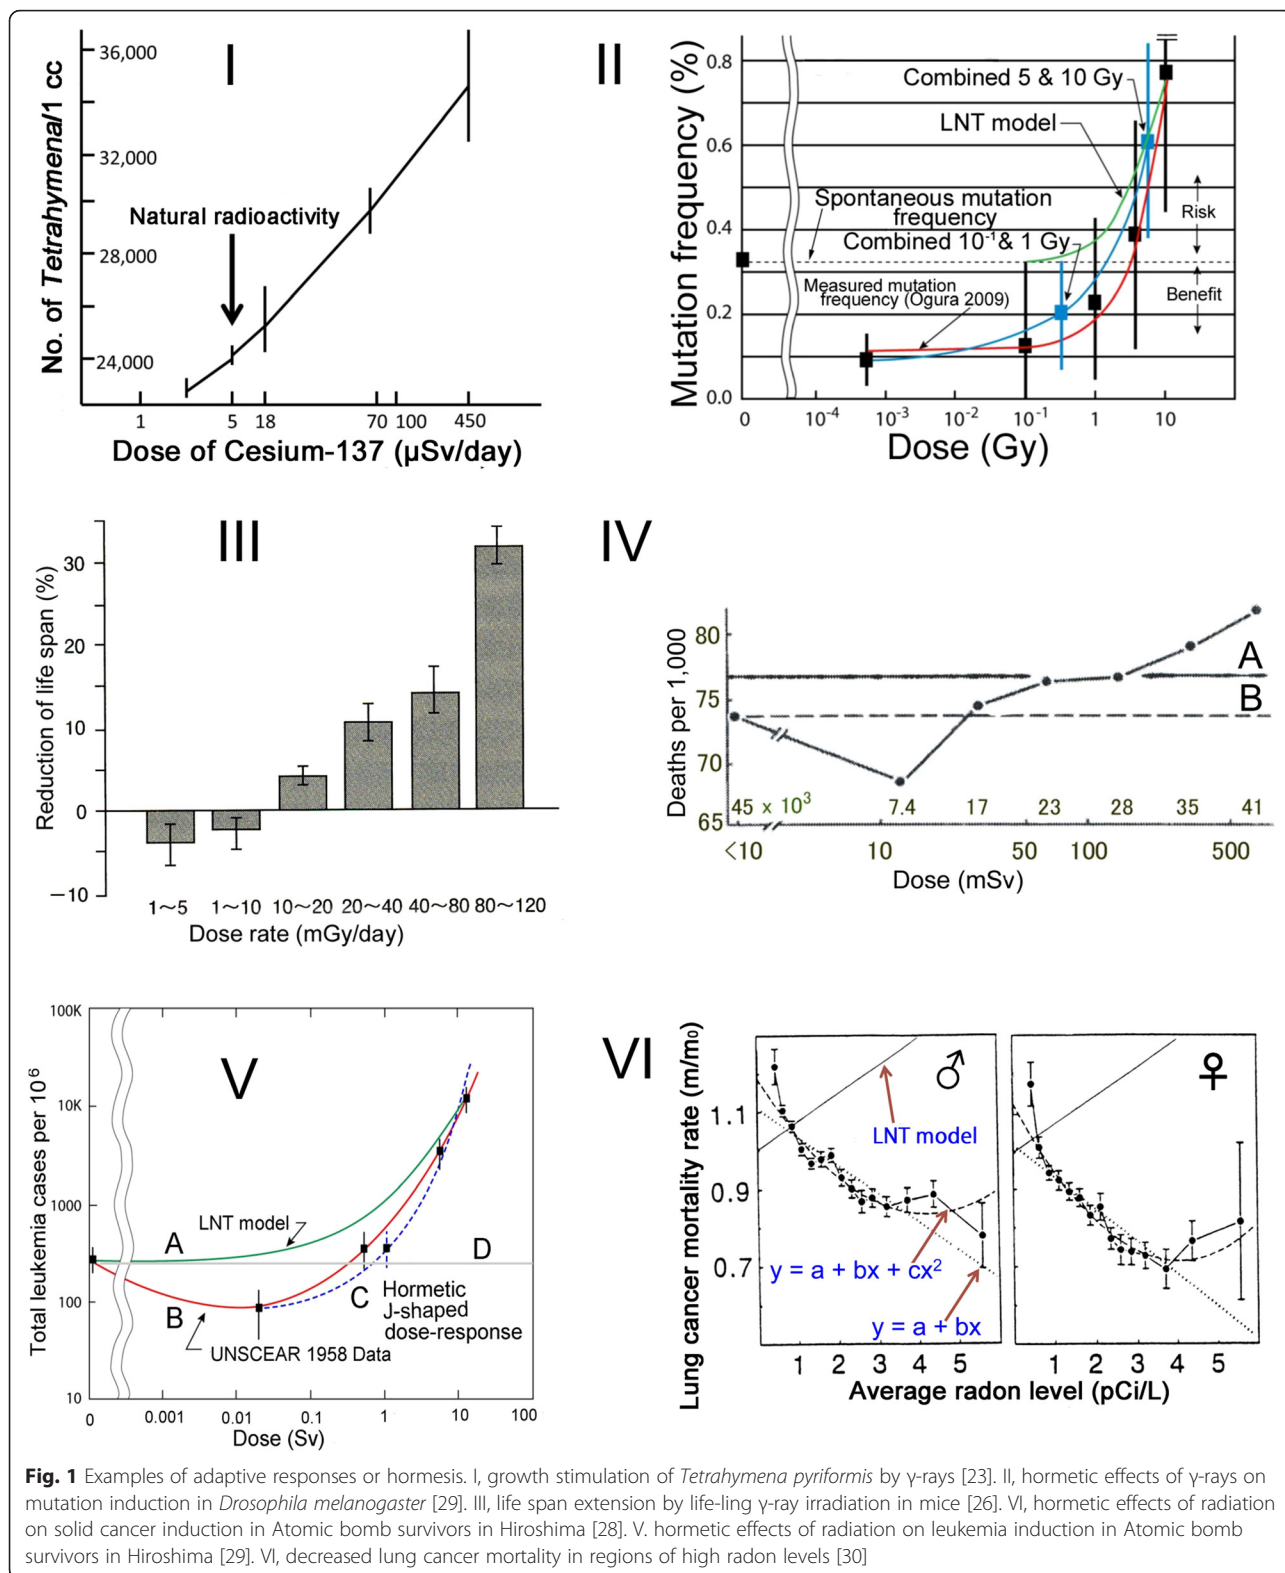 I
No. of Tetrahymena/1 cc
36,000
32,000
28,000
24,000
Natural radioactivity
1 5 18 70 100 450
Dose of Cesium-137 (μSv/day)
II
Mutation frequency (%)
0.8
0.6
0.4
0.2
0.0
Combined 5 & 10 Gy
LNT model
Spontaneous mutation
frequency
Combined 10⁻¹& 1 Gy
Measured mutation
frequency (Ogura 2009)
Risk
Benefit
0 10⁻⁴ 10⁻³ 10⁻² 10⁻¹ 1 10
Dose (Gy)
III
Reduction of life span (%)
30
20
10
0
−10
1～5 1～10 10～20 20～40 40～80 80～120
Dose rate (mGy/day)
IV
Deaths per 1,000
80
75
70
65
A
B
45 x 10³ 7.4 17 23 28 35 41
<10 10 50 100 500
Dose (mSv)
V
Total leukemia cases per 10⁶
100K
10K
1000
100
10
LNT model
A
B
C
D
Hormetic
J-shaped
dose-response
UNSCEAR 1958 Data
0 0.001 0.01 0.1 1 10 100
Dose (Sv)
VI
Lung cancer mortality rate (m/m₀)
1.1
0.9
0.7
♂
LNT model
y = a + bx + cx²
y = a + bx
♀
1 2 3 4 5 1 2 3 4 5
Average radon level (pCi/L)
Fig. 1 Examples of adaptive responses or hormesis. I, growth stimulation of Tetrahymena pyriformis by γ-rays [23]. II, hormetic effects of γ-rays on
mutation induction in Drosophila melanogaster [29]. III, life span extension by life-ling γ-ray irradiation in mice [26]. VI, hormetic effects of radiation
on solid cancer induction in Atomic bomb survivors in Hiroshima [28]. V. hormetic effects of radiation on leukemia induction in Atomic bomb
survivors in Hiroshima [29]. VI, decreased lung cancer mortality in regions of high radon levels [30]